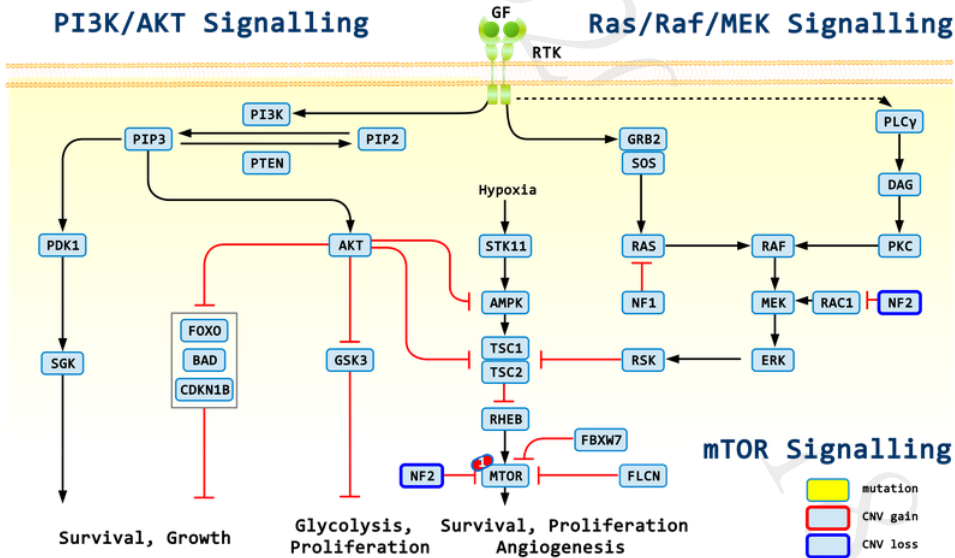 PI3K/AKT Signalling
GF
Ras/Raf/MEK Signalling
RTK
PI3K
PLCγ
PIP3
PIP2
GRB2
PTEN
SOS
DAG
Hypoxia
PDK1
AKT
STK11
RAS
RAF
PKC
AMPK
NF1
MEK
RAC1
NF2
FOXO
BAD
CDKN1B
SGK
GSK3
TSC1
TSC2
RSK
ERK
RHEB
FBXW7
mTOR Signalling
NF2
1
MTOR
FLCN
mutation
CNV gain
CNV loss
Survival, Growth
Glycolysis,
Proliferation
Survival, Proliferation
Angiogenesis